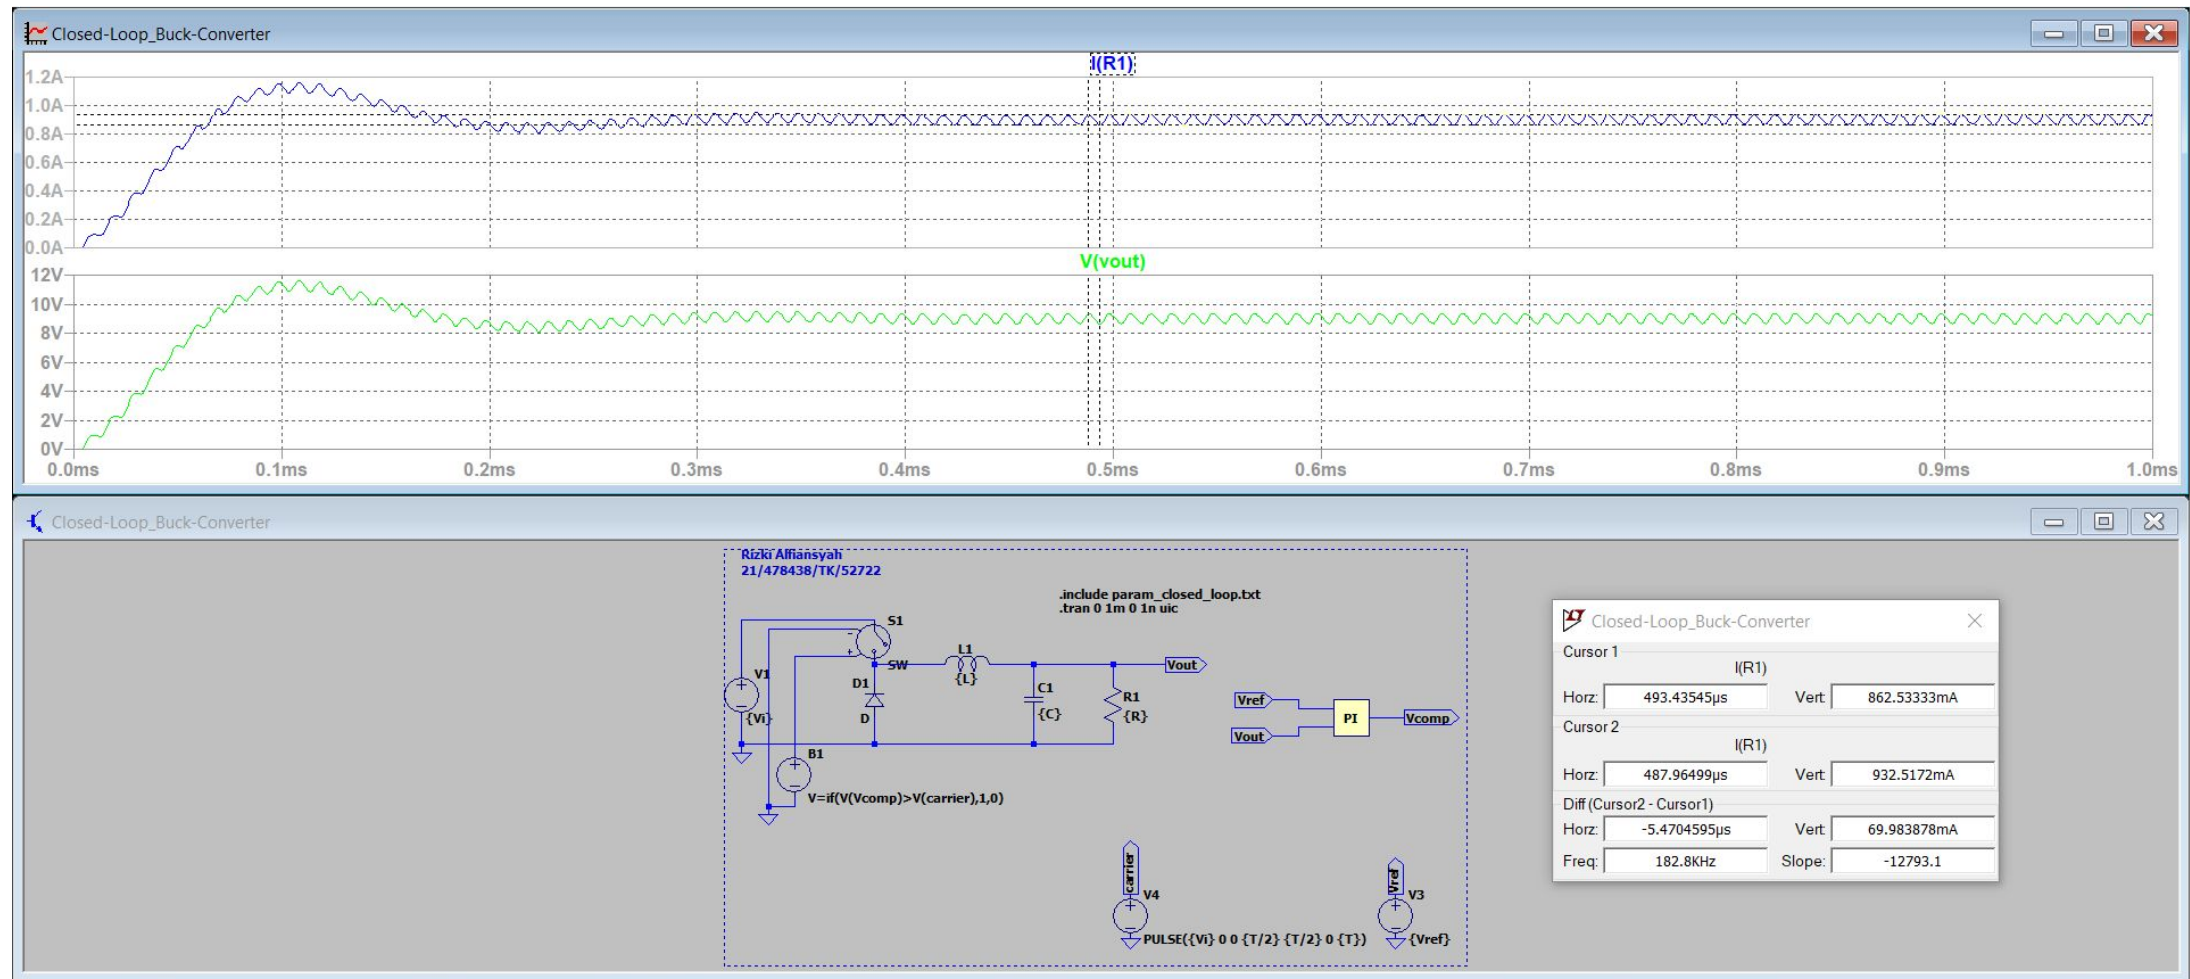 Closed-Loop_Buck-Converter
I(R1)
1.2A
1.0A
0.8A
0.6A
0.4A
0.2A
0.0A
V(vout)
12V
10V
8V
6V
4V
2V
0V
0.0ms 0.1ms 0.2ms 0.3ms 0.4ms 0.5ms 0.6ms 0.7ms 0.8ms 0.9ms 1.0ms
Closed-Loop_Buck-Converter
Rizki Alfiansyah
21/478438/TK/52722
.include param_closed_loop.txt
.tran 0 1m 0 1n uic
S1
SW
L1
{L}
Vout
V1
{Vi}
D1
D
C1
{C}
R1
{R}
Vref
Vout
PI
Vcomp
B1
V=if(V(Vcomp)>V(carrier),1,0)
carrier
V4
PULSE({Vi} 0 0 {T/2} {T/2} 0 {T})
Vref
V3
{Vref}
Closed-Loop_Buck-Converter
Cursor 1
I(R1)
Horz: 493.43545µs Vert: 862.53333mA
Cursor 2
I(R1)
Horz: 487.96499µs Vert: 932.5172mA
Diff (Cursor2 - Cursor1)
Horz: -5.4704595µs Vert: 69.983878mA
Freq: 182.8KHz Slope: -12793.1